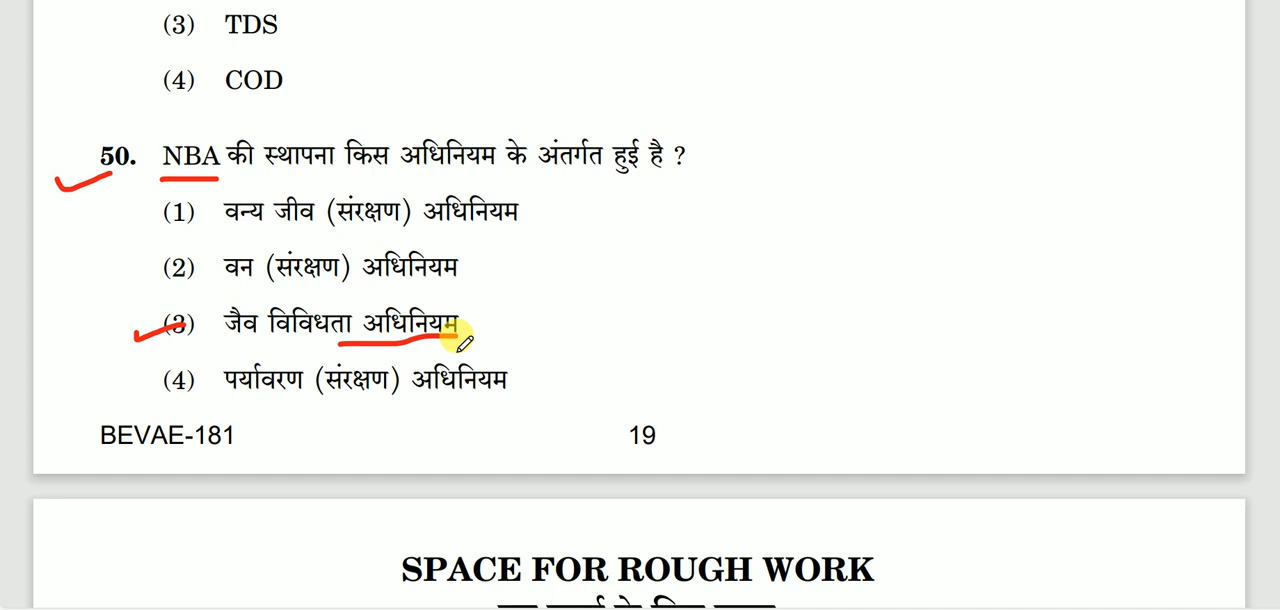 (3) TDS
(4) COD
50. NBA की स्थापना किस अधिनियम के अंतर्गत हुई है ?
(1) वन्य जीव (संरक्षण) अधिनियम
(2) वन (संरक्षण) अधिनियम
(3) जैव विविधता अधिनियम
(4) पर्यावरण (संरक्षण) अधिनियम
BEVAE-181 19
SPACE FOR ROUGH WORK